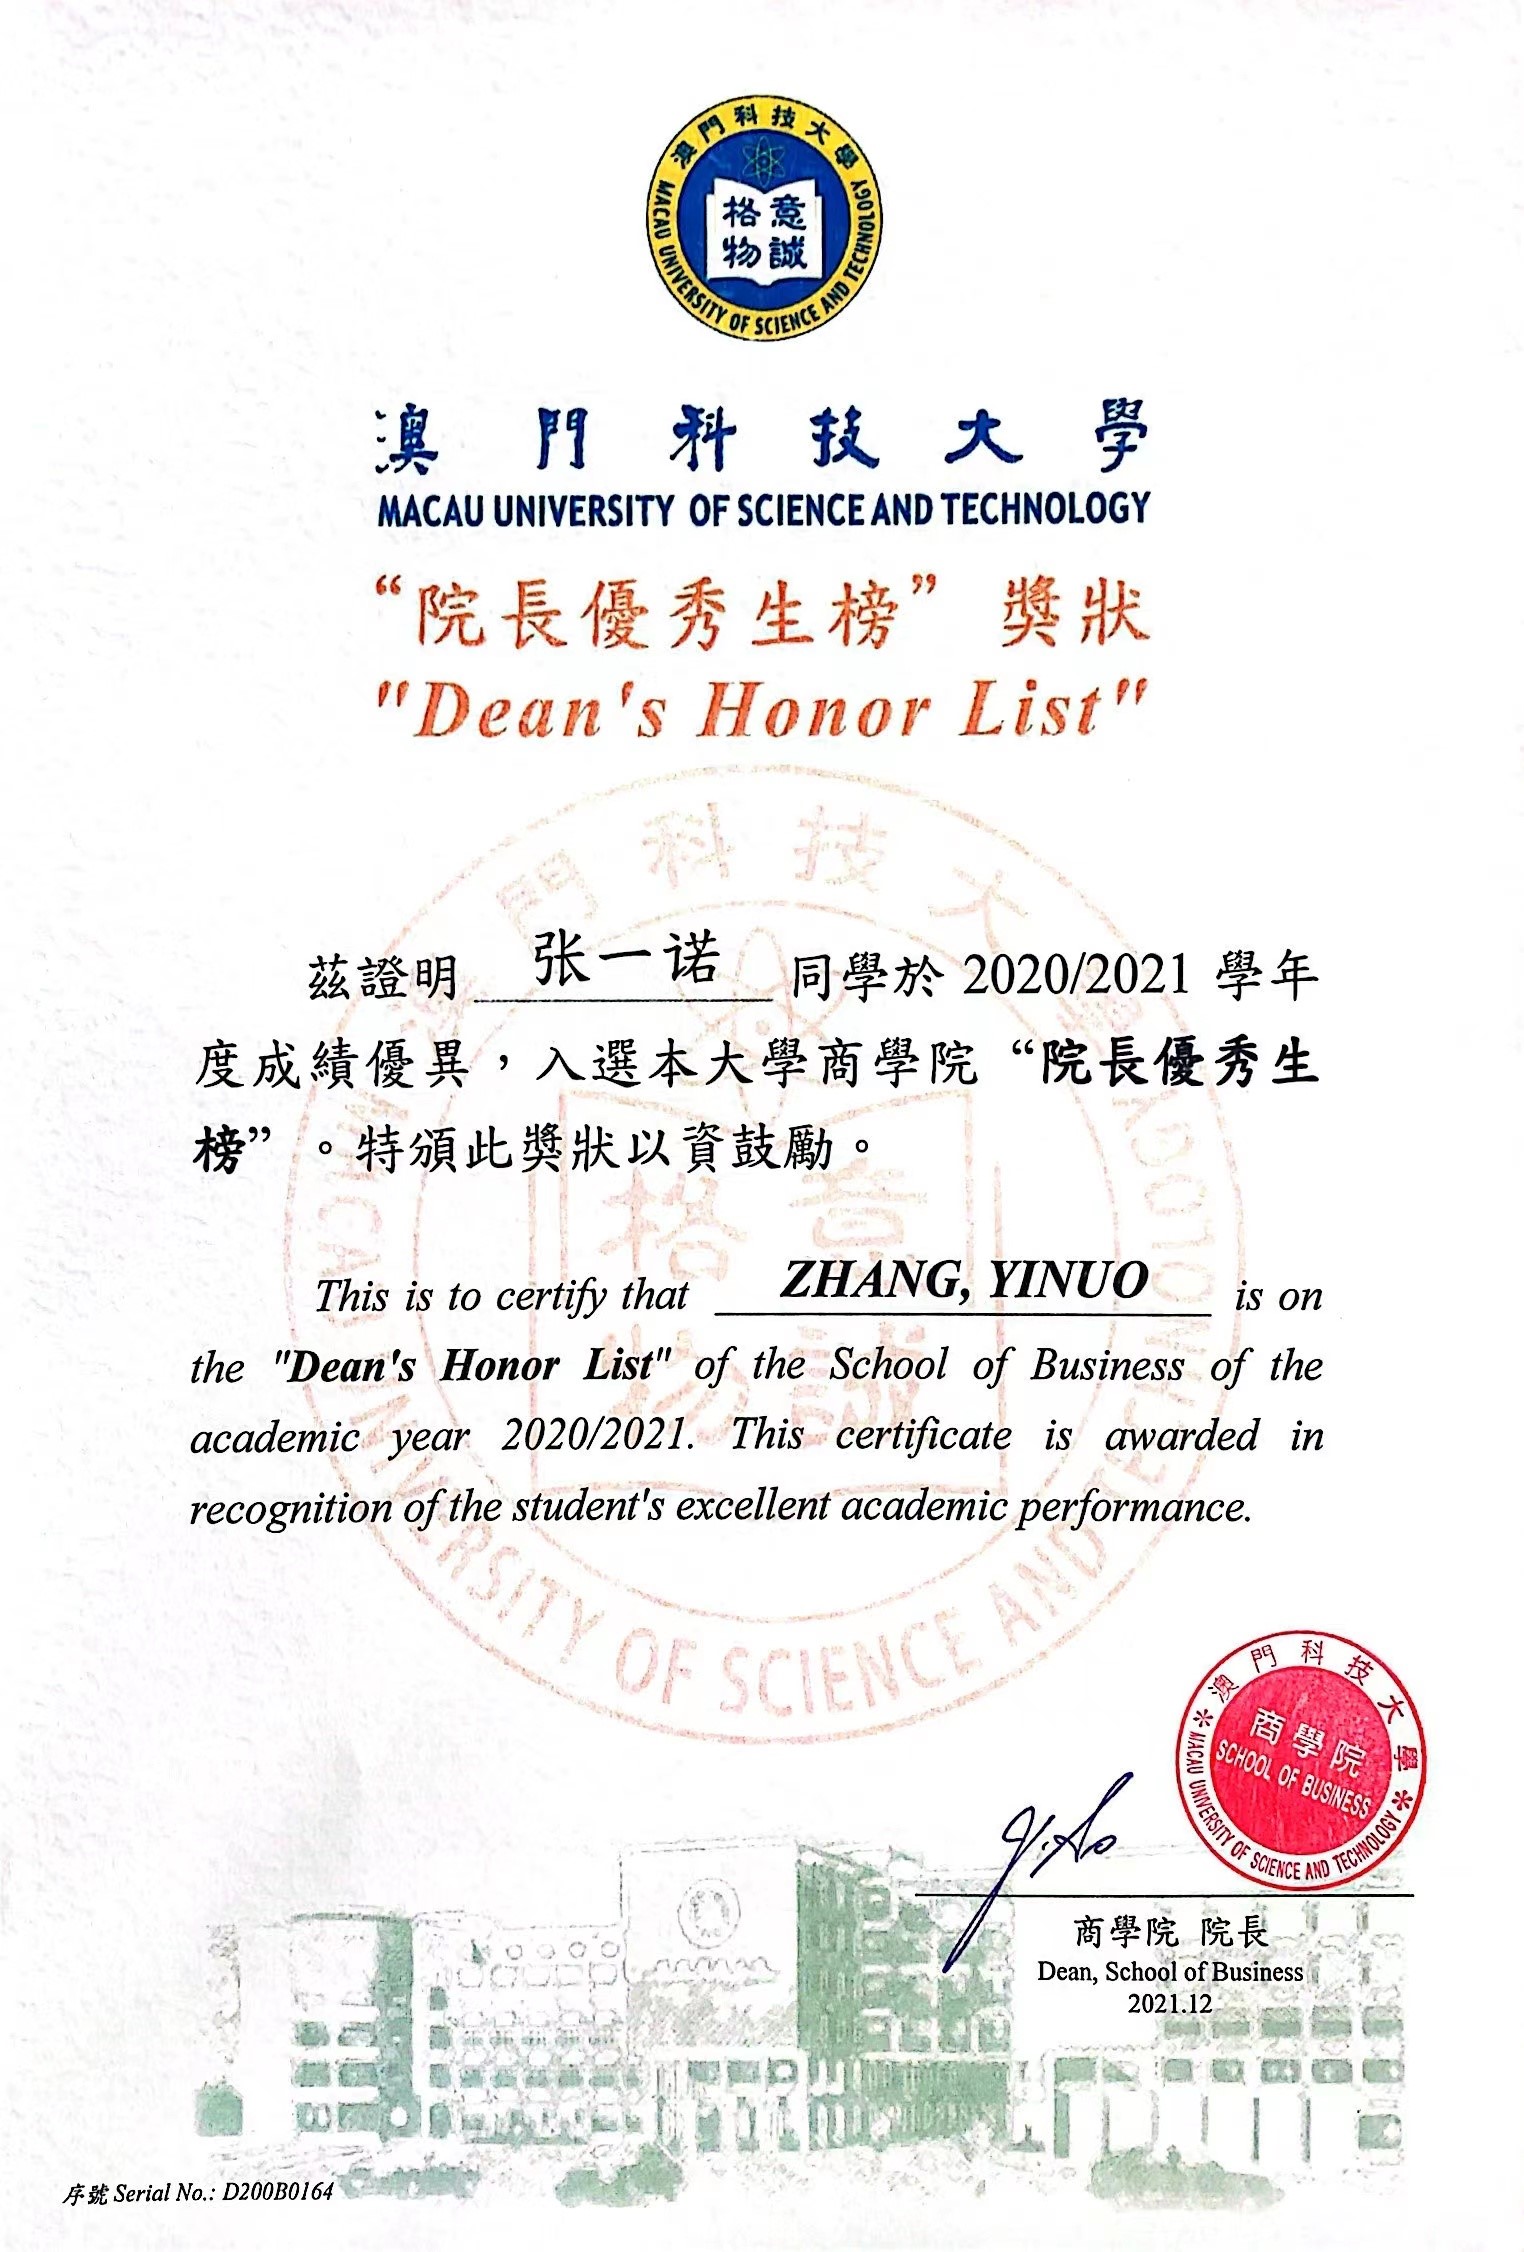 澳門科技大學
MACAU UNIVERSITY OF SCIENCE AND TECHNOLOGY
格物
意誠
澳門科技大學
MACAU UNIVERSITY OF SCIENCE AND TECHNOLOGY
“院長優秀生榜” 獎狀
"Dean's Honor List"
茲證明 张一诺 同學於 2020/2021 學年
度成績優異，入選本大學商學院 “院長優秀生
榜” 。特頒此獎狀以資鼓勵。
This is to certify that ZHANG, YINUO is on
the "Dean's Honor List" of the School of Business of the
academic year 2020/2021. This certificate is awarded in
recognition of the student's excellent academic performance.
澳門科技大學
商學院
SCHOOL OF BUSINESS
MACAU UNIVERSITY OF SCIENCE AND TECHNOLOGY
商學院 院長
Dean, School of Business
2021.12
序號 Serial No.: D200B0164